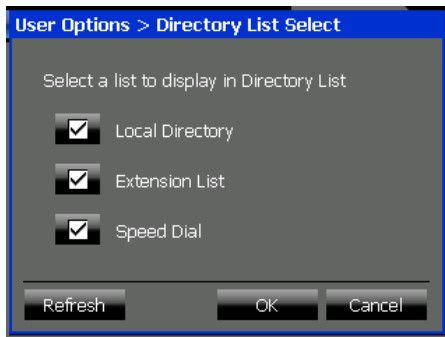 User Options > Directory List Select
Select a list to display in Directory List
Local Directory
Extension List
Speed Dial
Refresh OK Cancel